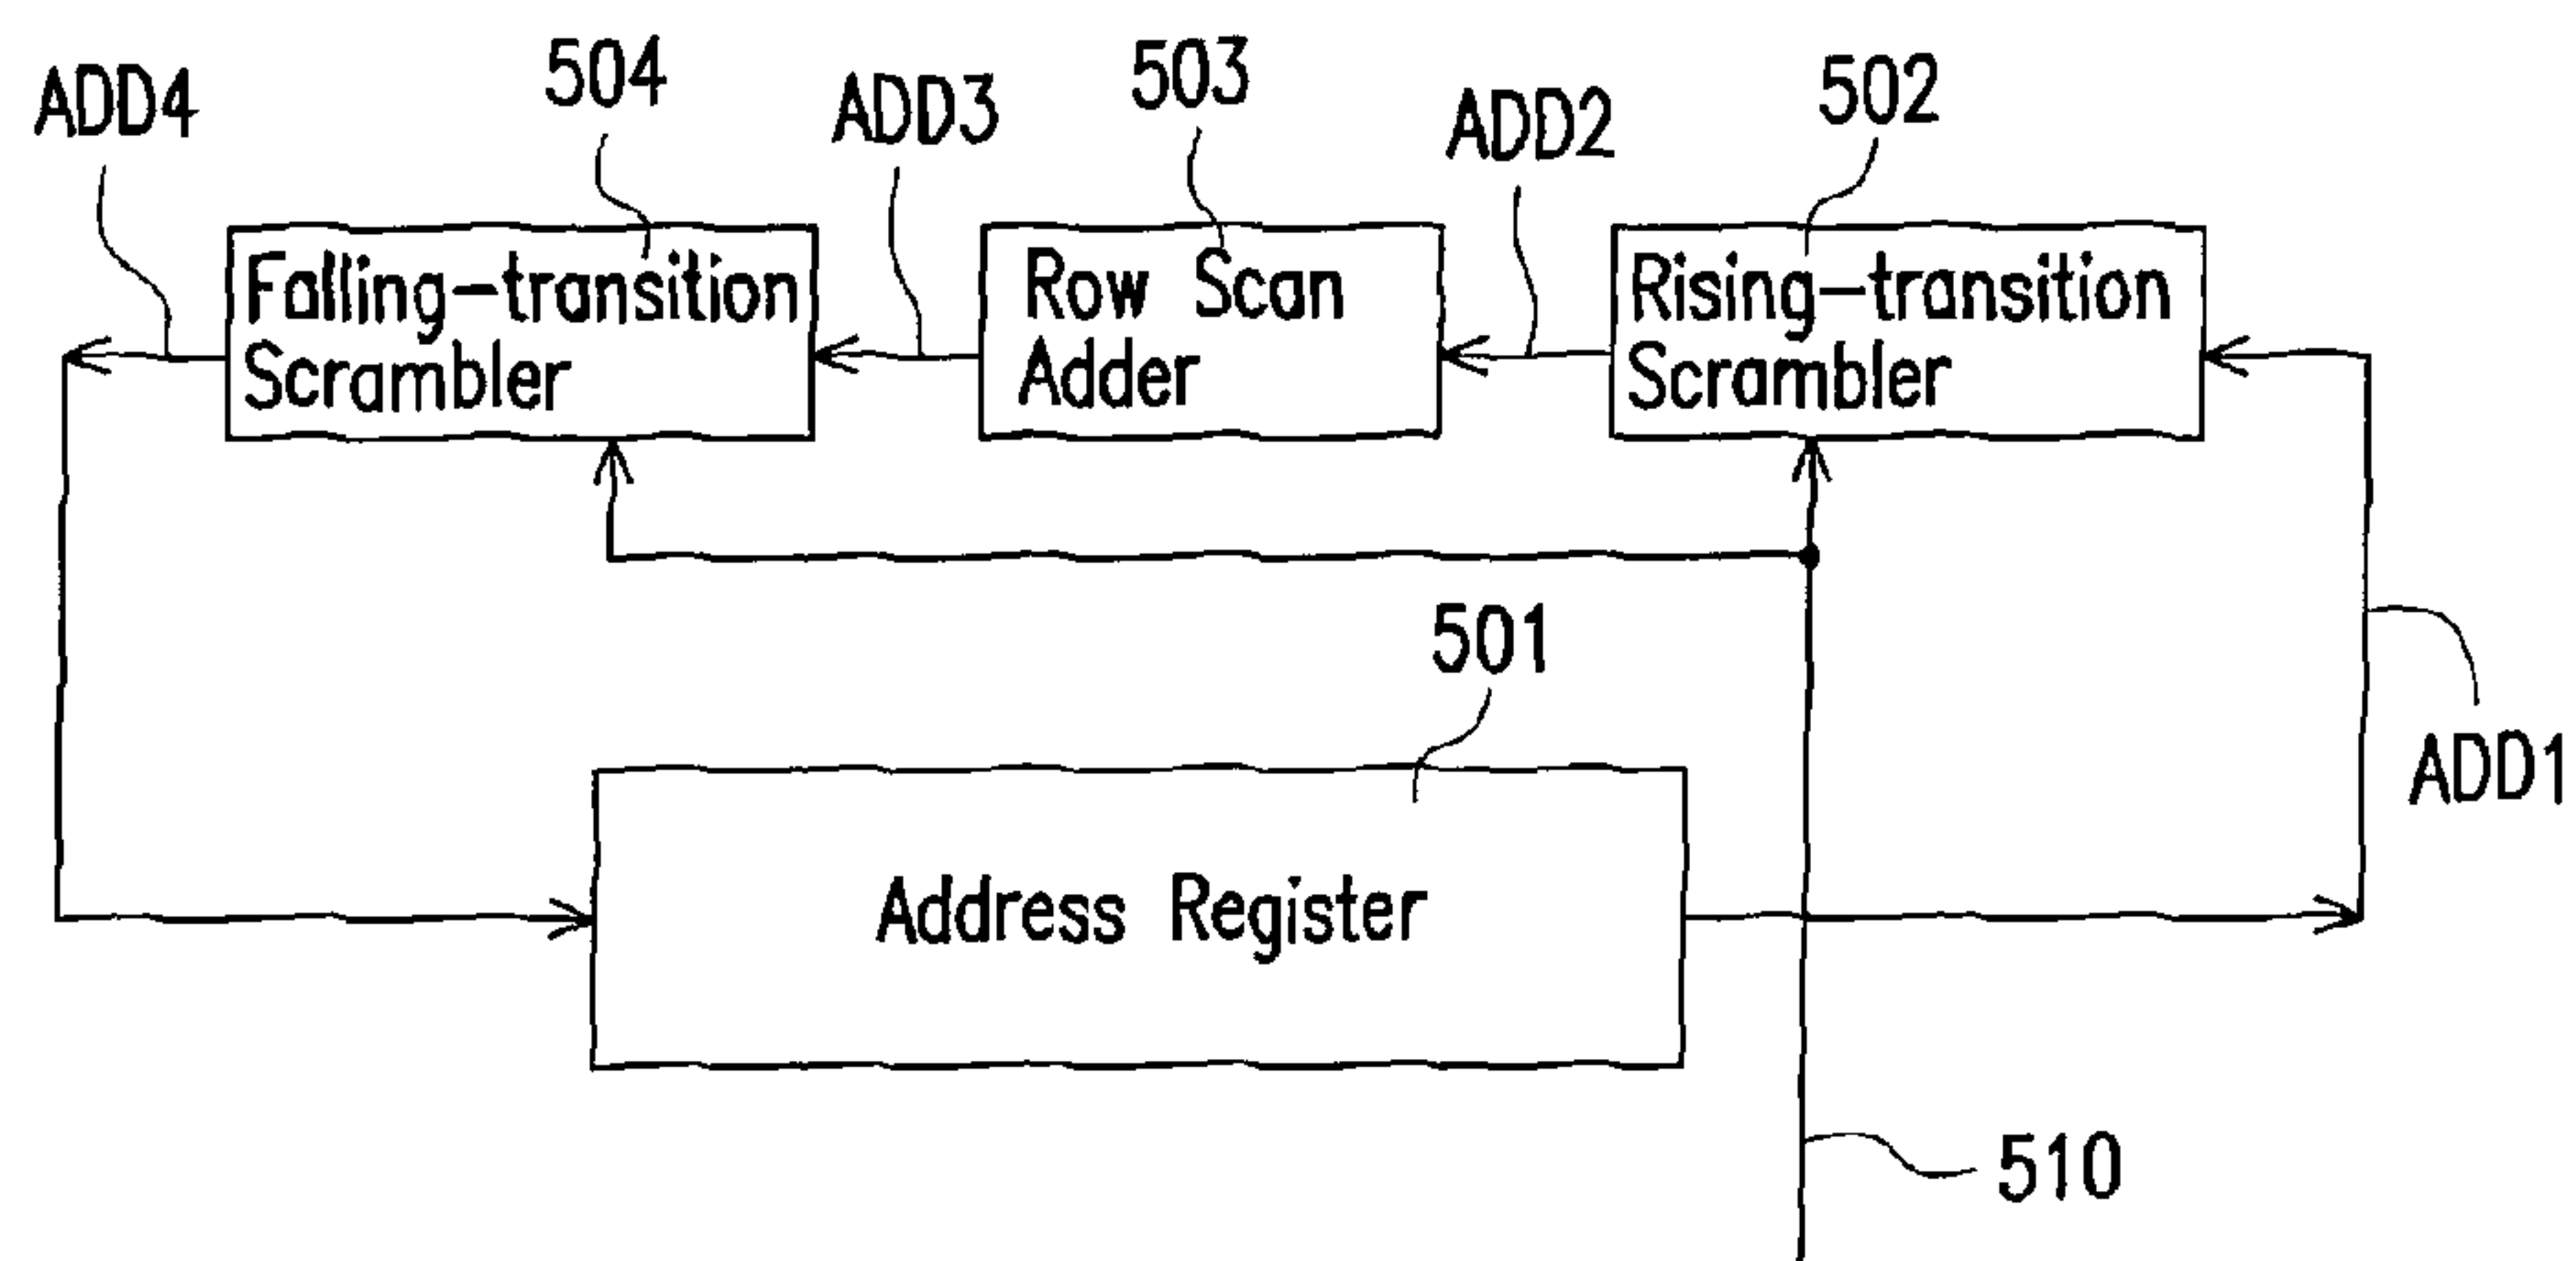 504
503
502
ADD4
ADD3
ADD2
Falling-transition
Scrambler
Row Scan
Adder
Rising-transition
Scrambler
501
ADD1
Address Register
510